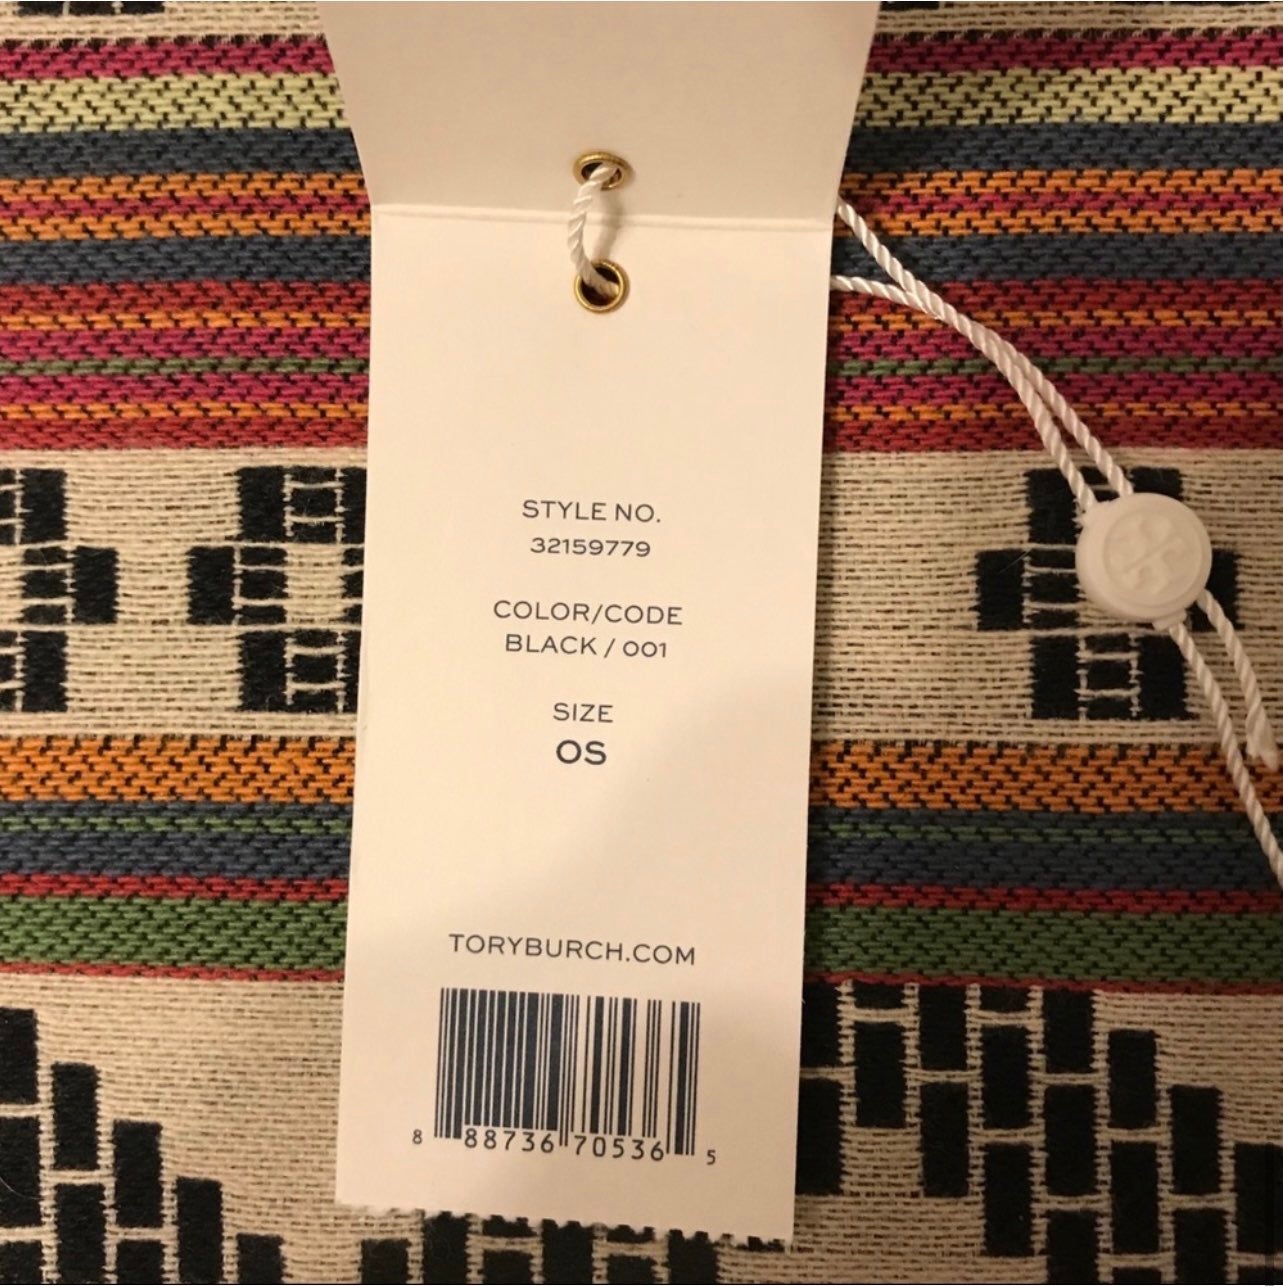 STYLE NO.
32159779
COLOR/CODE
BLACK / 001
SIZE
OS
TORYBURCH.COM
8 88736 70536 5